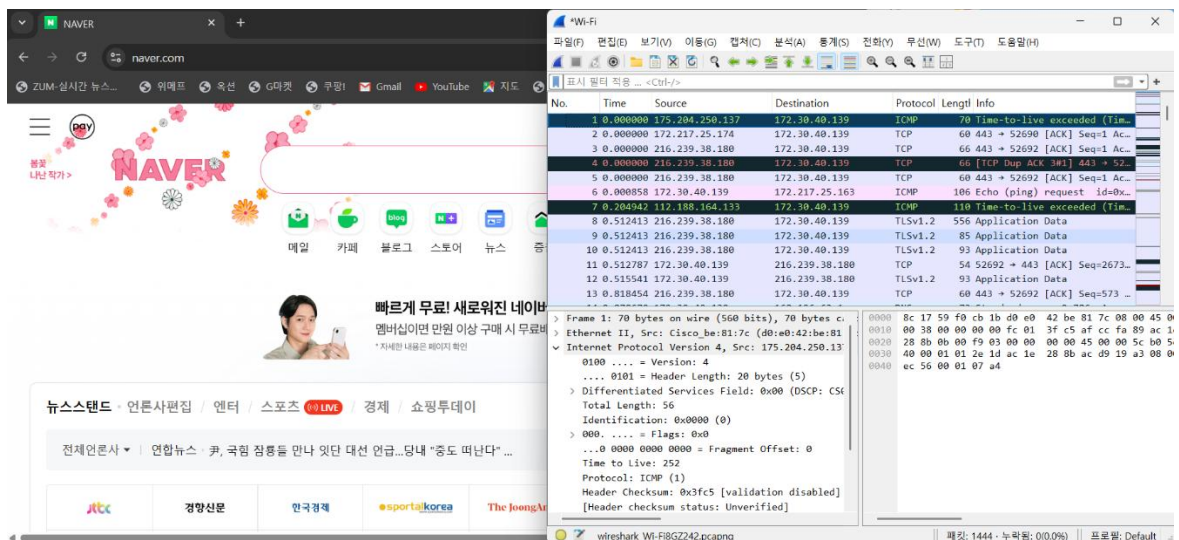 NAVER
naver.com
ZUM-실시간 뉴스...
위메프
옥션
G마켓
쿠팡!
Gmail
YouTube
지도
pay
봄꽃
나난 작가 >
NAVER
blog
N +
메일
카페
블로그
스토어
뉴스
빠르게 무료! 새로워진 네이버
멤버십이면 만원 이상 구매 시 무료배
* 자세한 내용은 페이지 확인
뉴스스탠드 · 언론사편집 / 엔터 / 스포츠 LIVE / 경제 / 쇼핑투데이
전체언론사 ▾ | 연합뉴스 · 尹, 국힘 잠룡들 만나 잇단 대선 언급...당내 "중도 떠난다" ...
jtbc
경향신문
한국경제
sportalkorea
The JoongAn
*Wi-Fi
파일(F) 편집(E) 보기(V) 이동(G) 캡처(C) 분석(A) 통계(S) 전화(Y) 무선(W) 도구(T) 도움말(H)
표시 필터 적용 ... <Ctrl-/>
No. Time Source Destination Protocol Lengtl Info
1 0.000000 175.204.250.137 172.30.40.139 ICMP 70 Time-to-live exceeded (Tim…
2 0.000000 172.217.25.174 172.30.40.139 TCP 60 443 → 52690 [ACK] Seq=1 Ac…
3 0.000000 216.239.38.180 172.30.40.139 TCP 66 443 → 52692 [ACK] Seq=1 Ac…
4 0.000000 216.239.38.180 172.30.40.139 TCP 66 [TCP Dup ACK 3#1] 443 → 52…
5 0.000000 216.239.38.180 172.30.40.139 TCP 60 443 → 52692 [ACK] Seq=1 Ac…
6 0.000858 172.30.40.139 172.217.25.163 ICMP 106 Echo (ping) request id=0x…
7 0.204942 112.188.164.133 172.30.40.139 ICMP 110 Time-to-live exceeded (Tim…
8 0.512413 216.239.38.180 172.30.40.139 TLSv1.2 556 Application Data
9 0.512413 216.239.38.180 172.30.40.139 TLSv1.2 85 Application Data
10 0.512413 216.239.38.180 172.30.40.139 TLSv1.2 93 Application Data
11 0.512787 172.30.40.139 216.239.38.180 TCP 54 52692 → 443 [ACK] Seq=2673…
12 0.515541 172.30.40.139 216.239.38.180 TLSv1.2 93 Application Data
13 0.818454 216.239.38.180 172.30.40.139 TCP 60 443 → 52692 [ACK] Seq=573 …
> Frame 1: 70 bytes on wire (560 bits), 70 bytes c
> Ethernet II, Src: Cisco_be:81:7c (d0:e0:42:be:81
Internet Protocol Version 4, Src: 175.204.250.13
0100 .... = Version: 4
.... 0101 = Header Length: 20 bytes (5)
> Differentiated Services Field: 0x00 (DSCP: CS
Total Length: 56
Identification: 0x0000 (0)
> 000. .... = Flags: 0x0
...0 0000 0000 0000 = Fragment Offset: 0
Time to Live: 252
Protocol: ICMP (1)
Header Checksum: 0x3fc5 [validation disabled]
[Header checksum status: Unverified]
0000 8c 17 59 f0 cb 1b d0 e0 42 be 81 7c 08 00 45 0
0010 00 38 00 00 00 00 fc 01 3f c5 af cc fa 89 ac 1
0020 28 8b 0b 00 f9 03 00 00 00 00 45 00 00 5c b0 5
0030 40 00 01 01 2e 1d ac 1e 28 8b ac d9 19 a3 08 0
0040 ec 56 00 01 07 a4
wireshark_Wi-Fi8GZ242.pcapng
패킷: 1444 · 누락됨: 0(0.0%)
프로필: Default